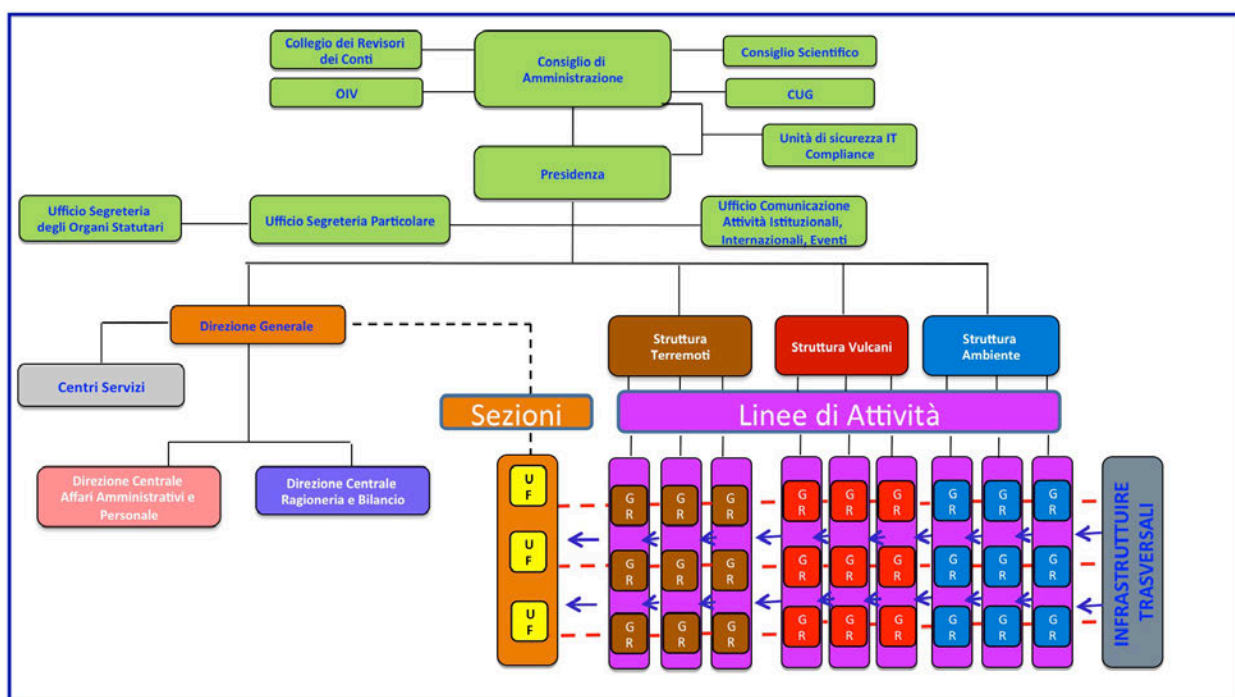 Collegio dei Revisori
dei Conti
Consiglio di
Amministrazione
Consiglio Scientifico
OIV
CUG
Unità di sicurezza IT
Compliance
Presidenza
Ufficio Segreteria
degli Organi Statutari
Ufficio Segreteria Particolare
Ufficio Comunicazione
Attività Istituzionali,
Internazionali, Eventi
Direzione Generale
Struttura
Terremoti
Struttura Vulcani
Struttura
Ambiente
Centri Servizi
Sezioni
Linee di Attività
Direzione Centrale
Affari Amministrativi e
Personale
Direzione Centrale
Ragioneria e Bilancio
U
F
G
R
G
R
G
R
G
R
G
R
G
R
G
R
G
R
G
R
U
F
G
R
G
R
G
R
G
R
G
R
G
R
G
R
G
R
G
R
U
F
G
R
G
R
G
R
G
R
G
R
G
R
G
R
G
R
G
R
INFRASTRUTTUIRE
TRASVERSALI